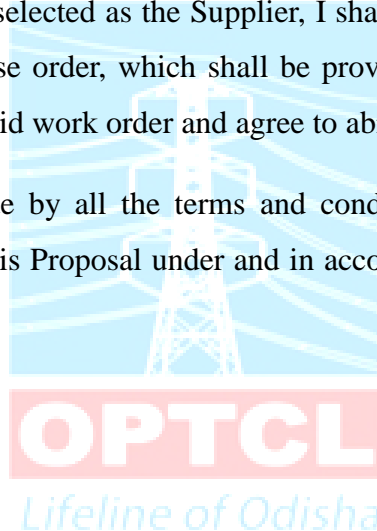 selected as the Supplier, I sha
se order, which shall be prov
id work order and agree to ab
e by all the terms and cond
is Proposal under and in acco
OPTCL
Lifeline of Odisha